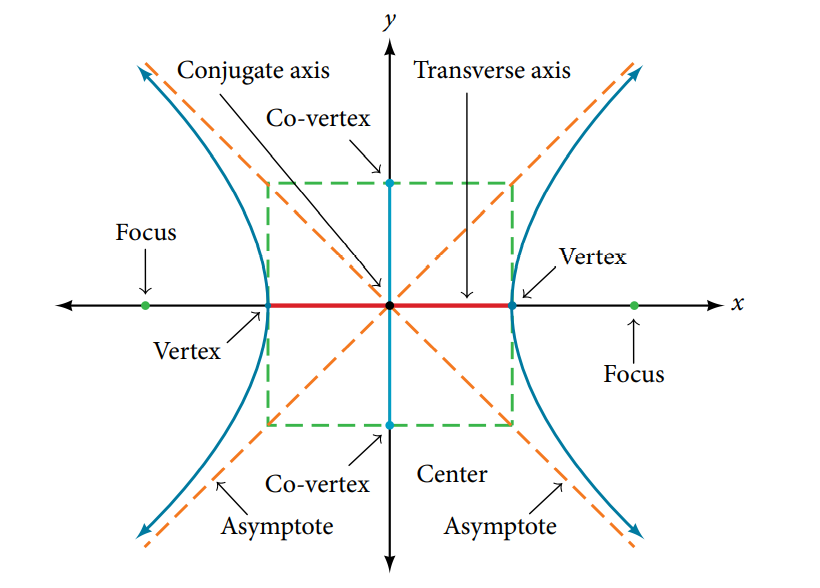 y
Conjugate axis
Transverse axis
Co-vertex
Focus
Vertex
x
Vertex
Focus
Co-vertex
Center
Asymptote
Asymptote